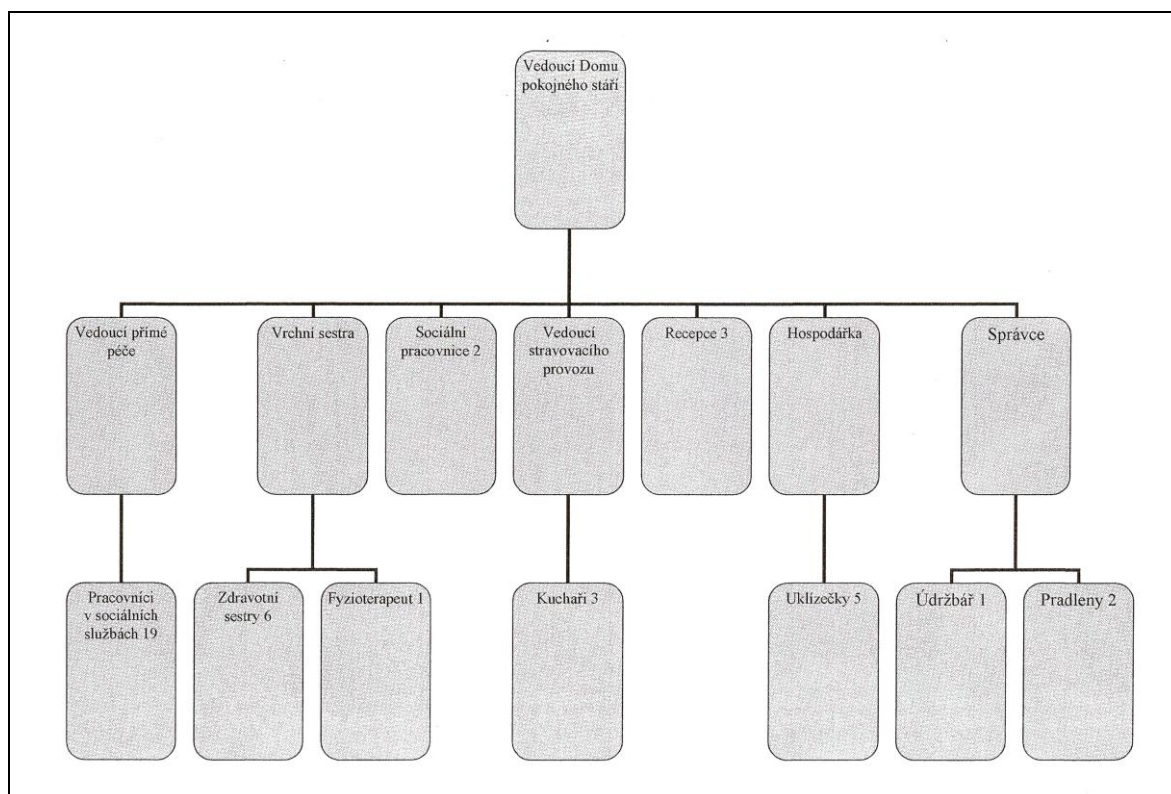 Vedoucí Domu
pokojného stáří
Vedoucí přímé
péče
Vrchní sestra
Sociální
pracovnice 2
Vedoucí
stravovacího
provozu
Recepce 3
Hospodářka
Správce
Pracovníci
v sociálních
službách 19
Zdravotní
sestry 6
Fyzioterapeut 1
Kuchaři 3
Uklízečky 5
Údržbář 1
Pradleny 2